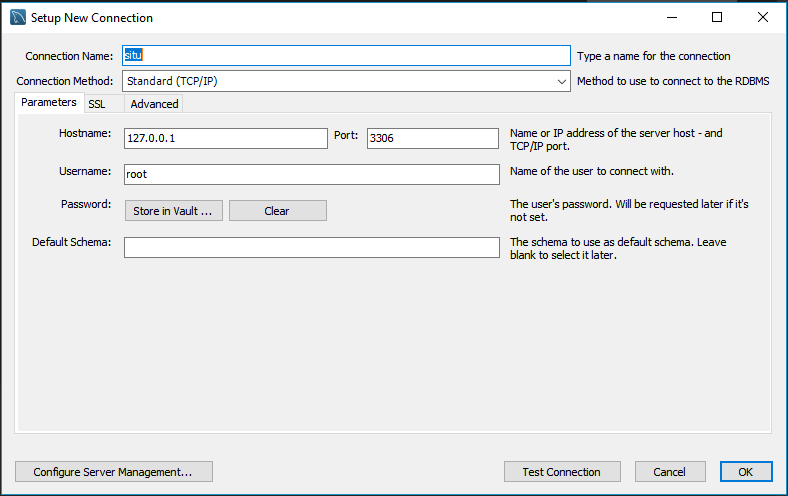 Setup New Connection
Connection Name: situ Type a name for the connection
Connection Method: Standard (TCP/IP) Method to use to connect to the RDBMS
Parameters SSL Advanced
Hostname: 127.0.0.1 Port: 3306 Name or IP address of the server host - and
TCP/IP port.
Username: root Name of the user to connect with.
Password: Store in Vault ... Clear The user's password. Will be requested later if it's
not set.
Default Schema: The schema to use as default schema. Leave
blank to select it later.
Configure Server Management... Test Connection Cancel OK